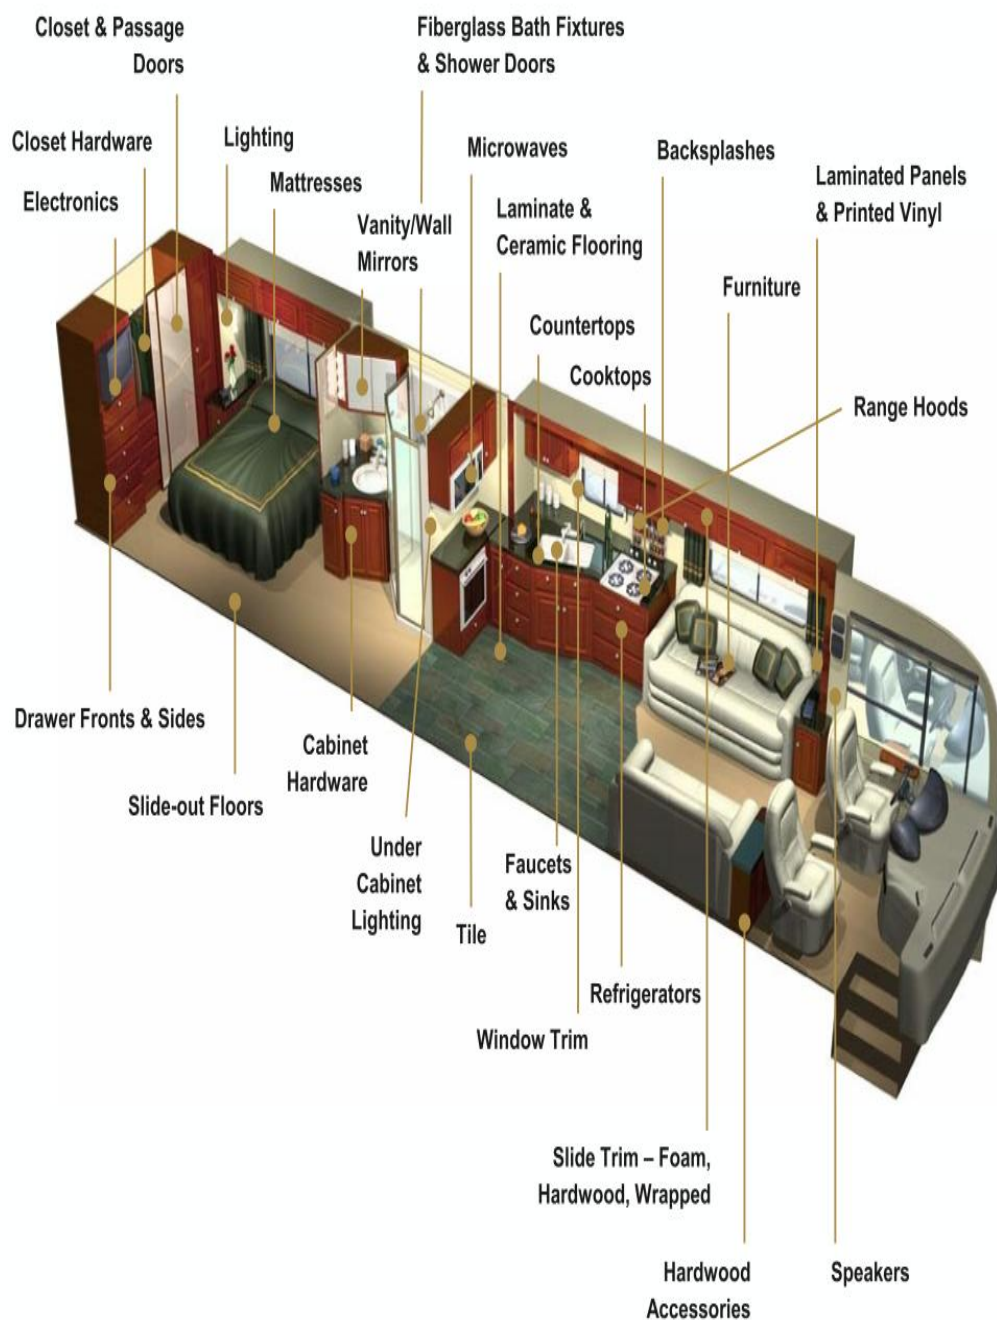 Closet & Passage
Doors
Fiberglass Bath Fixtures
& Shower Doors
Closet Hardware
Lighting
Microwaves
Backsplashes
Electronics
Mattresses
Laminated Panels
& Printed Vinyl
Vanity/Wall
Mirrors
Laminate &
Ceramic Flooring
Furniture
Countertops
Cooktops
Range Hoods
Drawer Fronts & Sides
Cabinet
Hardware
Slide-out Floors
Under
Cabinet
Lighting
Tile
Faucets
& Sinks
Refrigerators
Window Trim
Slide Trim – Foam,
Hardwood, Wrapped
Hardwood
Accessories
Speakers